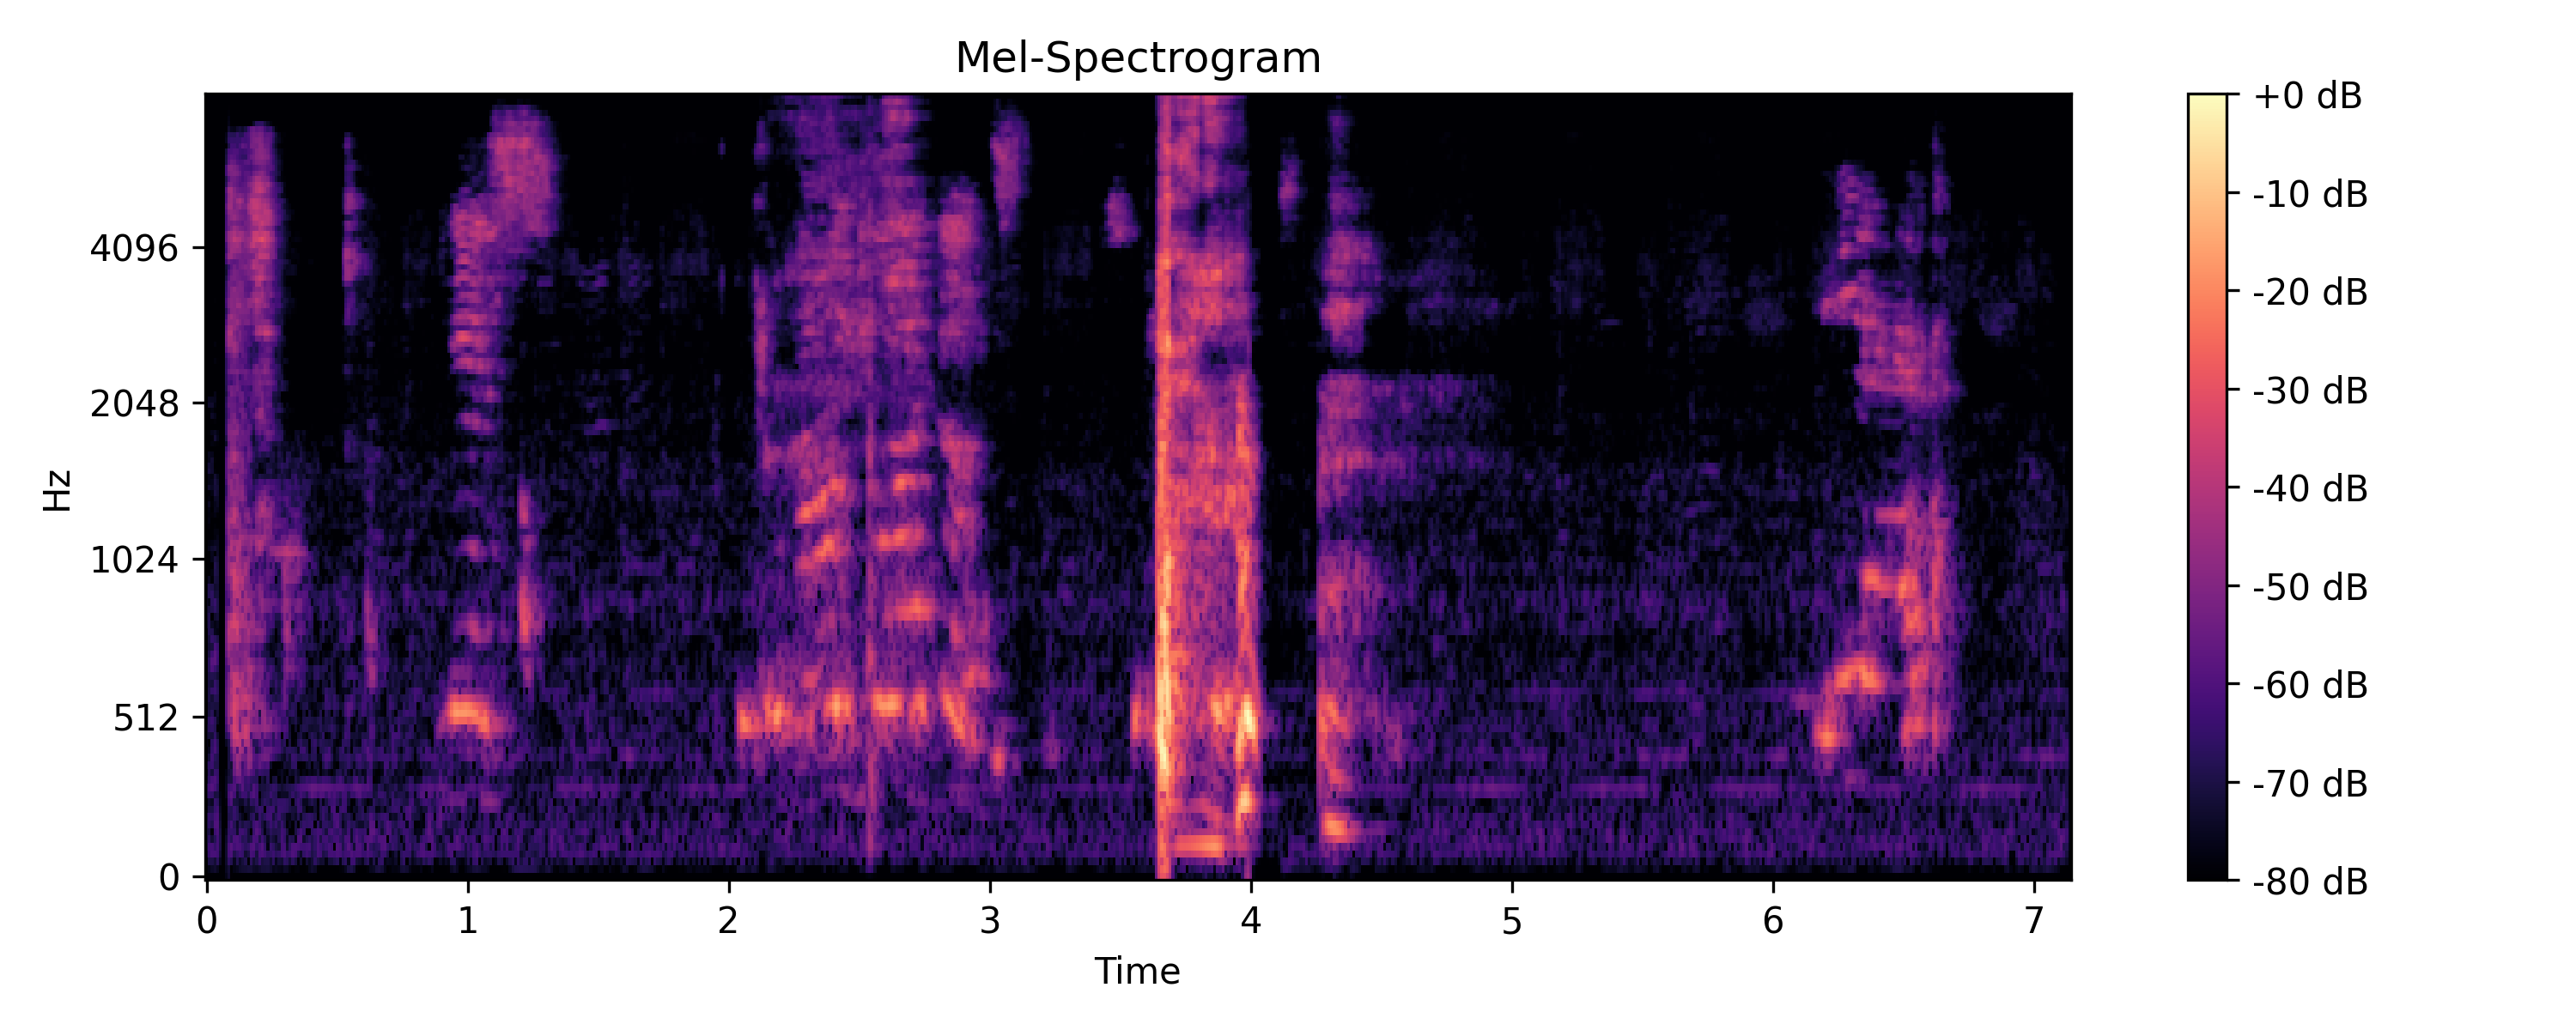 Mel-Spectrogram
Hz
4096
2048
1024
512
0
0 1 2 3 4 5 6 7
Time
+0 dB
-10 dB
-20 dB
-30 dB
-40 dB
-50 dB
-60 dB
-70 dB
-80 dB